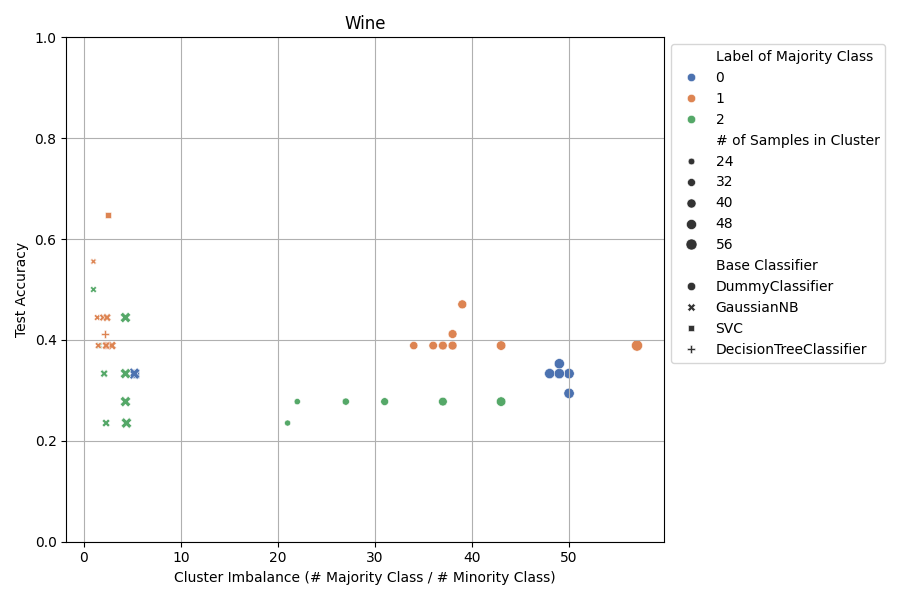 Wine
Test Accuracy
1.0
0.8
0.6
0.4
0.2
0.0
0 10 20 30 40 50
Cluster Imbalance (# Majority Class / # Minority Class)
Label of Majority Class
0
1
2
# of Samples in Cluster
24
32
40
48
56
Base Classifier
DummyClassifier
GaussianNB
SVC
DecisionTreeClassifier